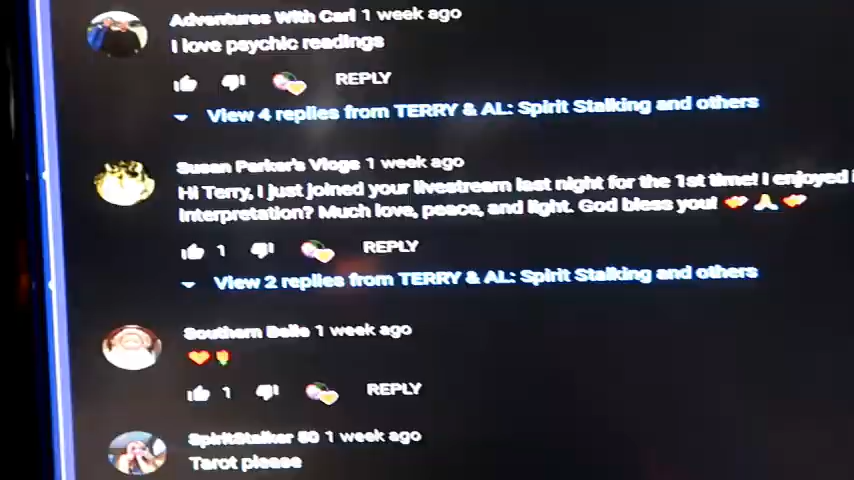 Adventures With Carl 1 week ago
I love psychic readings
REPLY
View 4 replies from TERRY & AL: Spirit Stalking and others
Susan Parker's Vlogs 1 week ago
Hi Terry, I just joined your livestream last night for the 1st time! I enjoyed
Interpretation? Much love, peace, and light. God bless you! 💝🙏💝
1 REPLY
View 2 replies from TERRY & AL: Spirit Stalking and others
Southern Belle 1 week ago
❤️🌹
1 REPLY
SpiritStalker 80 1 week ago
Tarot please